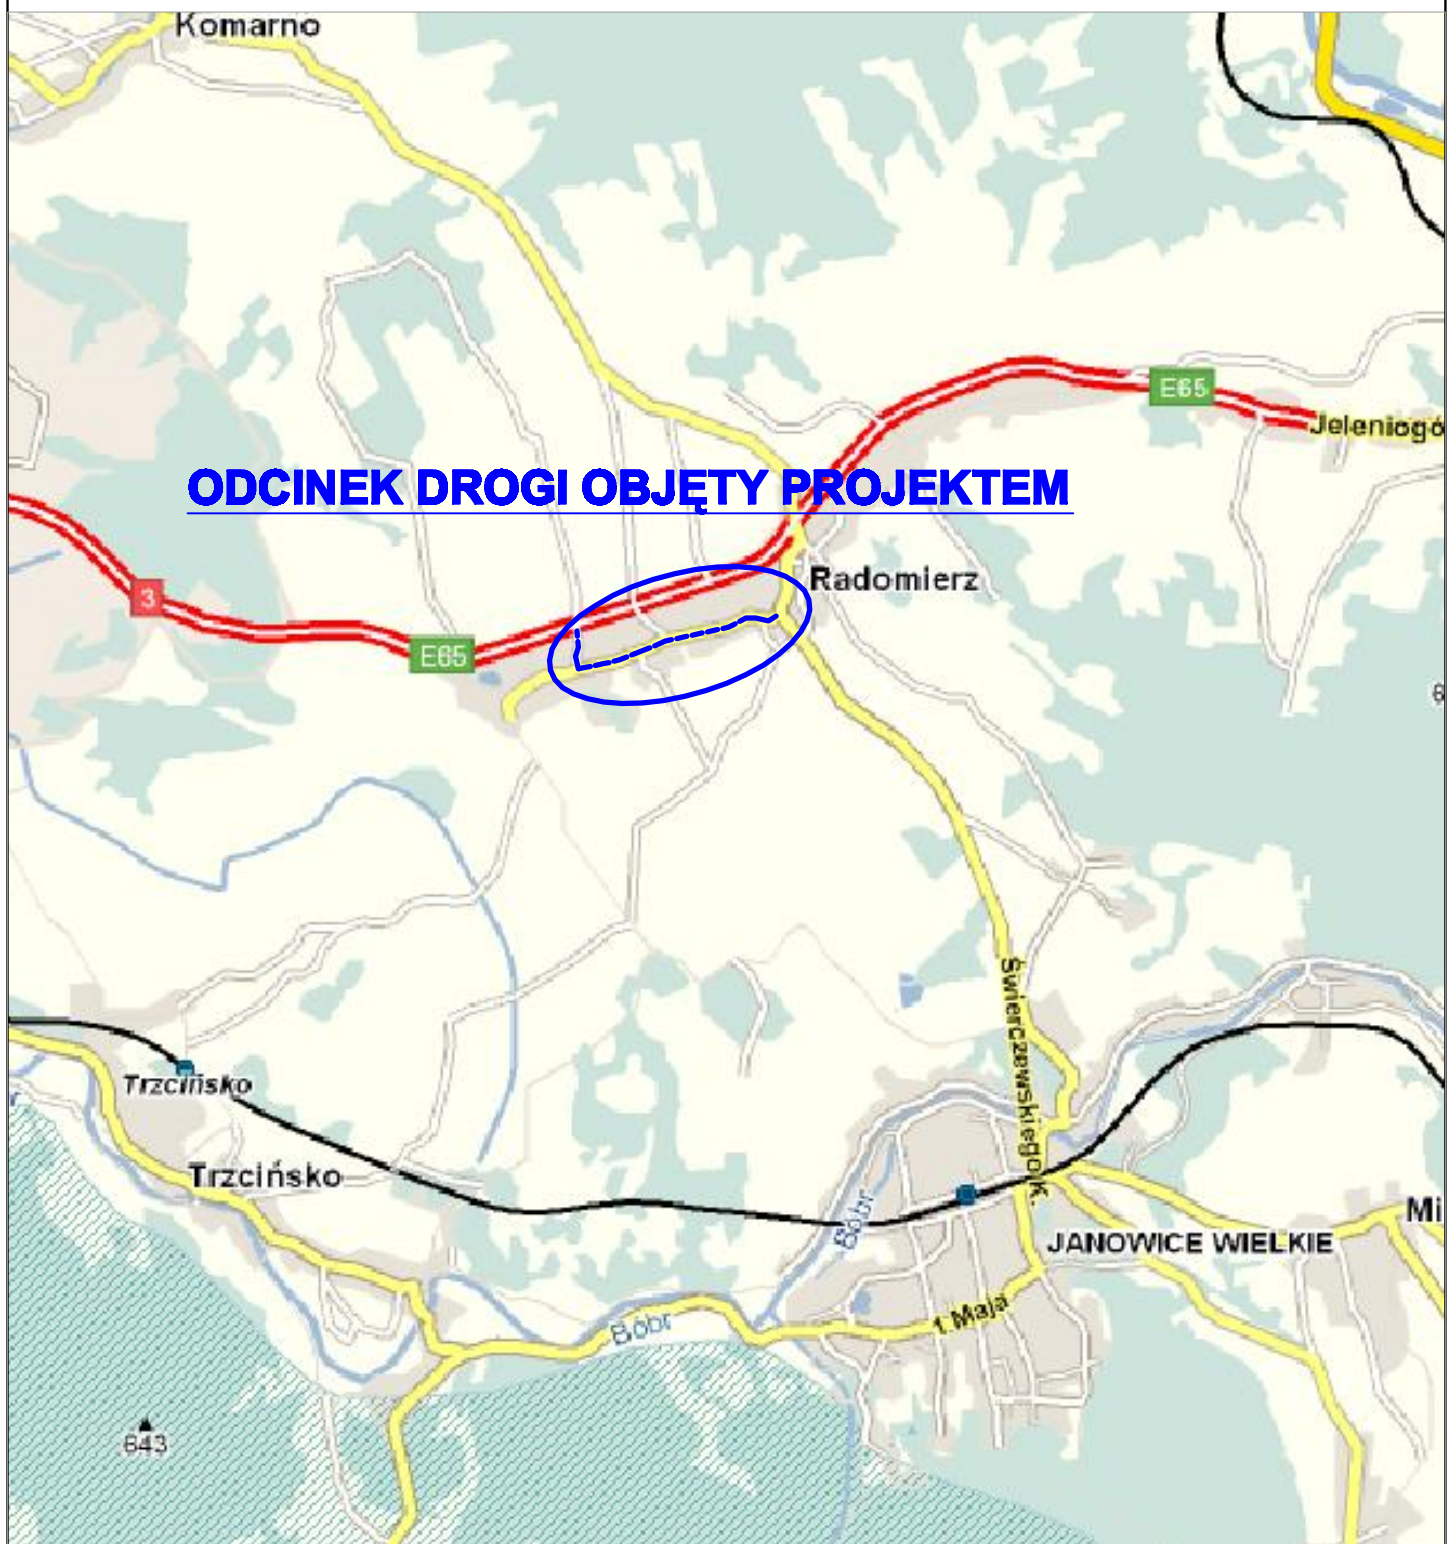 Komarno
E65
Jeleniogó
ODCINEK DROGI OBJĘTY PROJEKTEM
Radomierz
3
E65
6
Świerczewskiego K.
Trzcińsko
Trzcińsko
Bóbr
Mi
JANOWICE WIELKIE
1 Maja
Bóbr
643